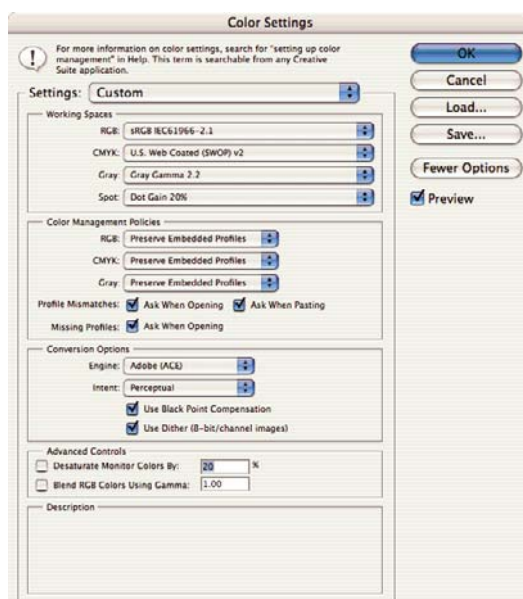 Color Settings
For more information on color settings, search for "setting up color
management" in Help. This term is searchable from any Creative
Suite application.
Settings: Custom
Working Spaces
RGB: sRGB IEC61966-2.1
CMYK: U.S. Web Coated (SWOP) v2
Gray: Gray Gamma 2.2
Spot: Dot Gain 20%
Color Management Policies
RGB: Preserve Embedded Profiles
CMYK: Preserve Embedded Profiles
Gray: Preserve Embedded Profiles
Profile Mismatches: Ask When Opening Ask When Pasting
Missing Profiles: Ask When Opening
Conversion Options
Engine: Adobe (ACE)
Intent: Perceptual
Use Black Point Compensation
Use Dither (8-bit/channel images)
Advanced Controls
Desaturate Monitor Colors By: 20 %
Blend RGB Colors Using Gamma: 1.00
Description
OK
Cancel
Load...
Save...
Fewer Options
Preview